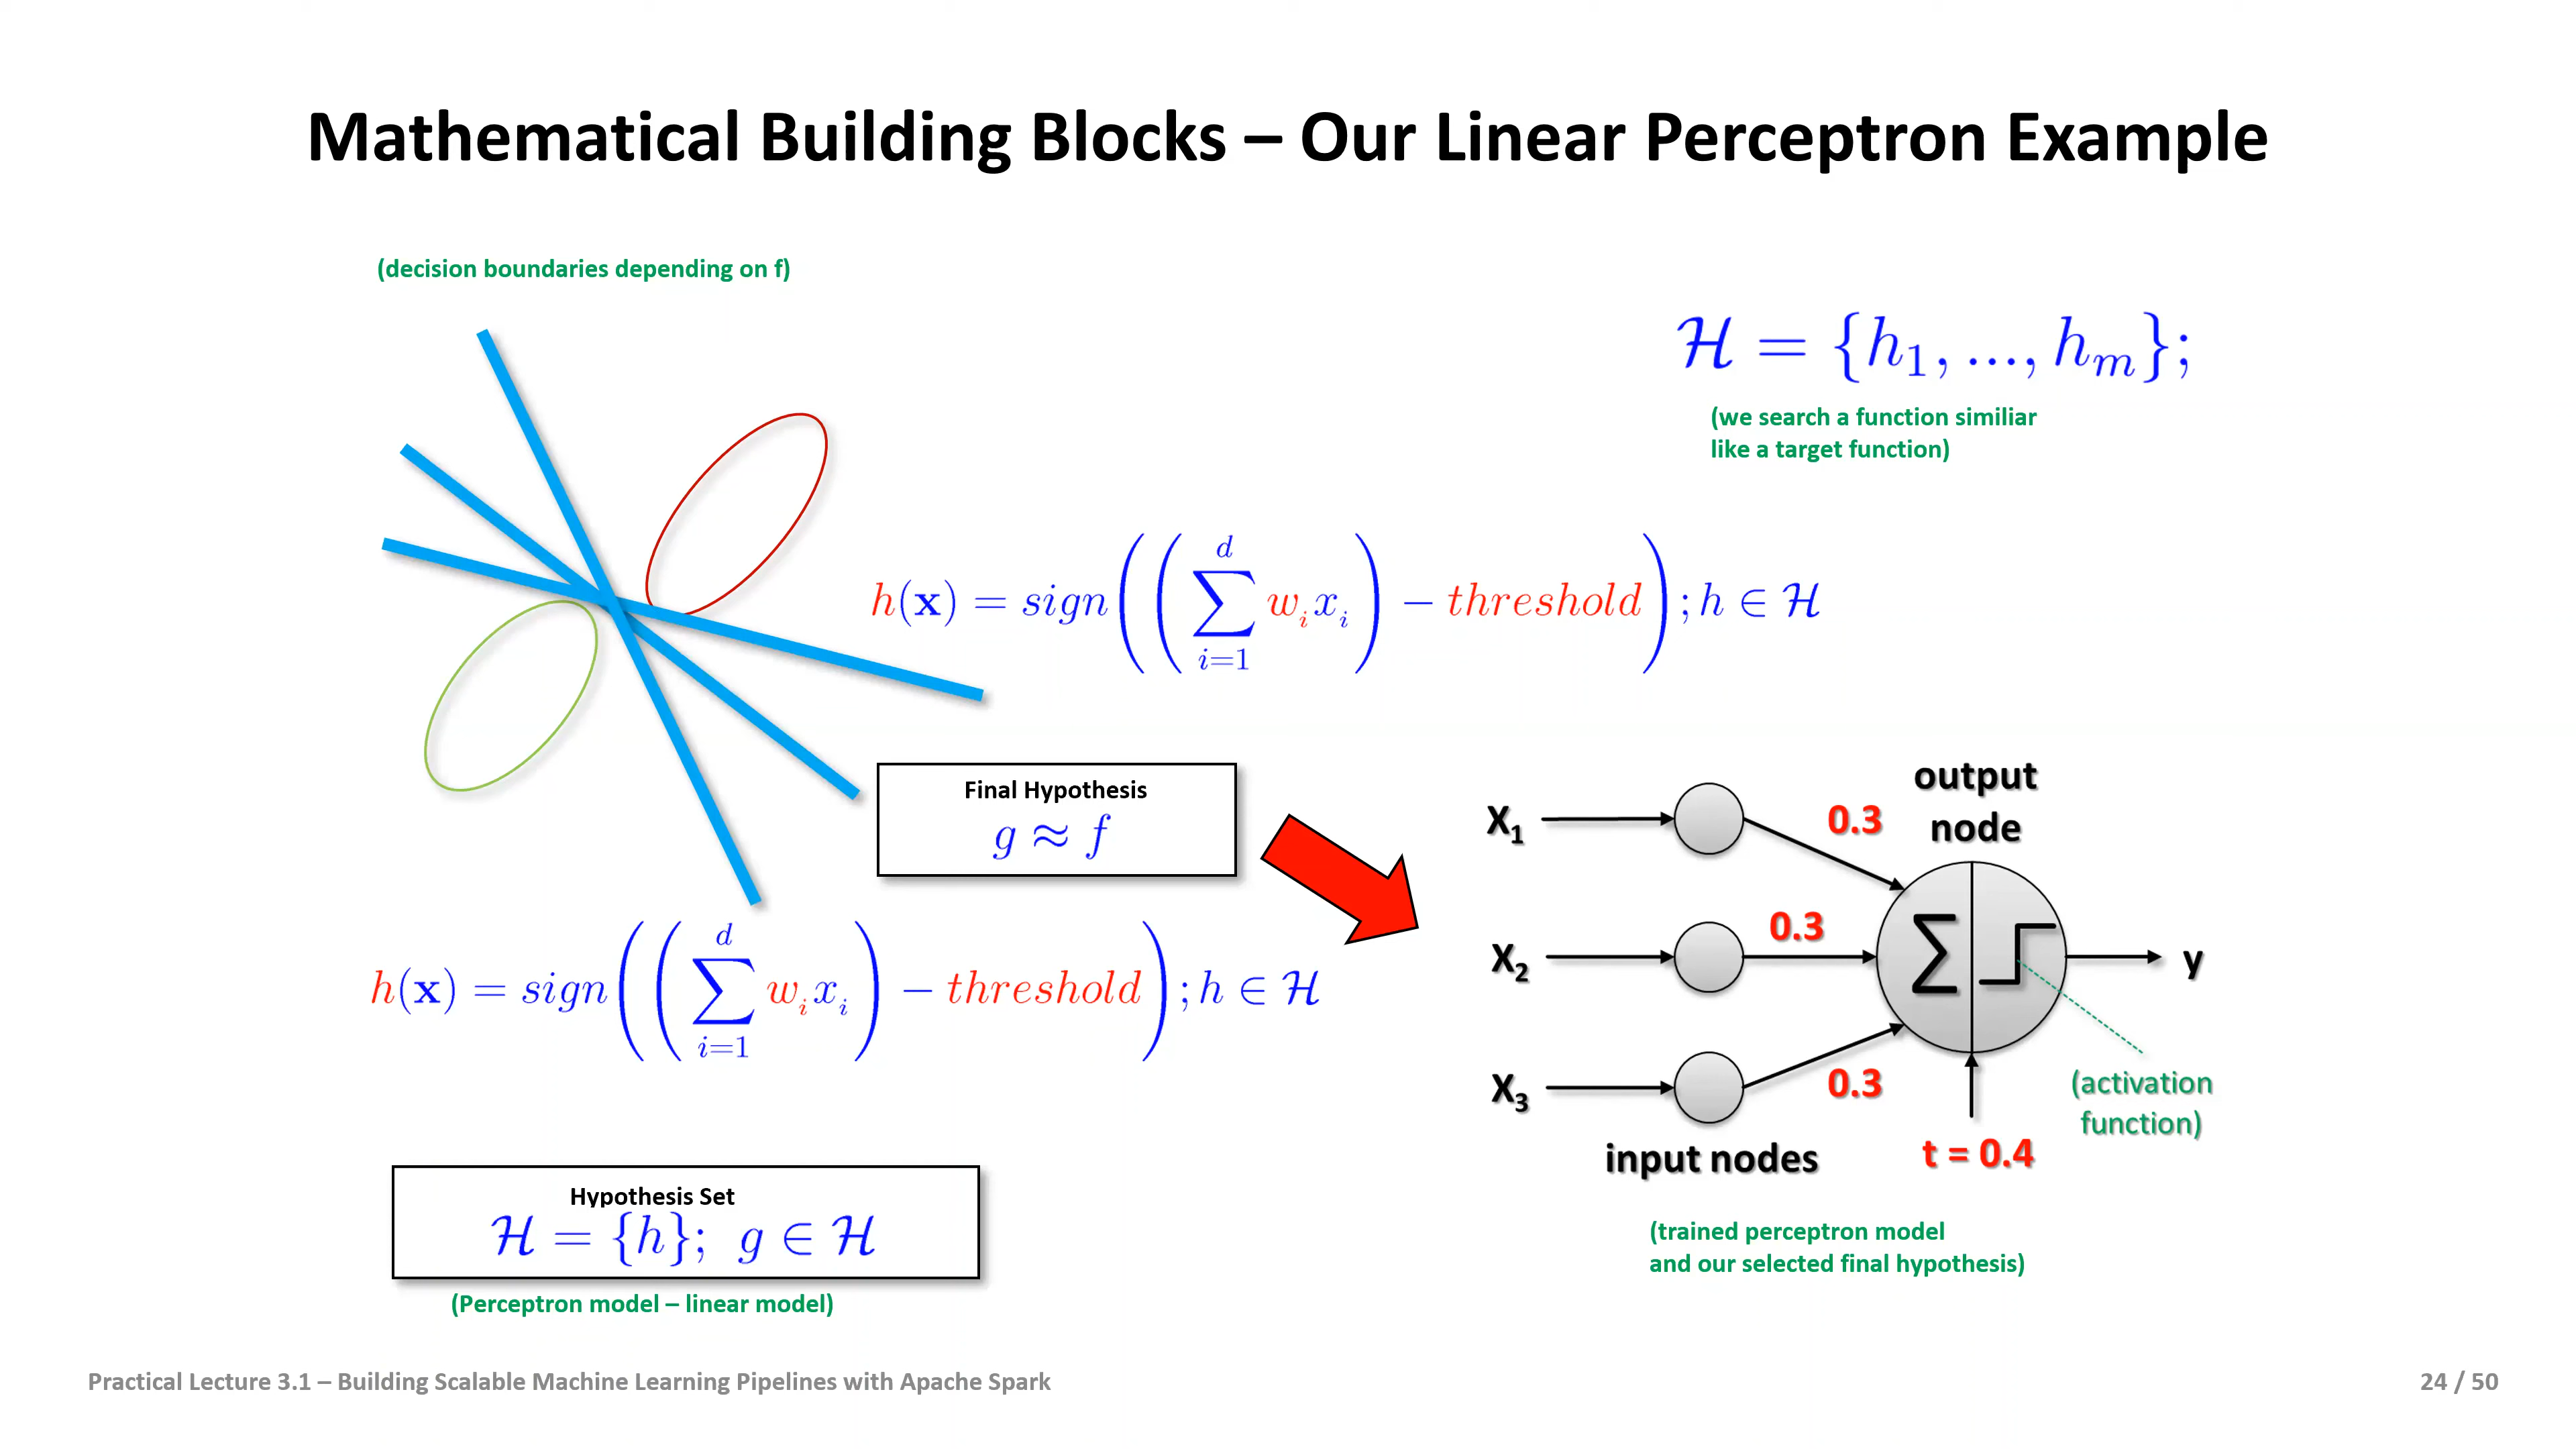 Mathematical Building Blocks – Our Linear Perceptron Example
(decision boundaries depending on f)
ℋ = {h₁, ..., hₘ};
(we search a function similiar
like a target function)
h(𝐱) = sign((∑_{i=1}^{d} wᵢxᵢ) − threshold); h ∈ ℋ
Final Hypothesis
g ≈ f
h(𝐱) = sign((∑_{i=1}^{d} wᵢxᵢ) − threshold); h ∈ ℋ
Hypothesis Set
ℋ = {h}; g ∈ ℋ
(Perceptron model – linear model)
output
node
X₁
0.3
X₂
0.3
∑
y
X₃
0.3
(activation
function)
input nodes
t = 0.4
(trained perceptron model
and our selected final hypothesis)
Practical Lecture 3.1 – Building Scalable Machine Learning Pipelines with Apache Spark
24 / 50